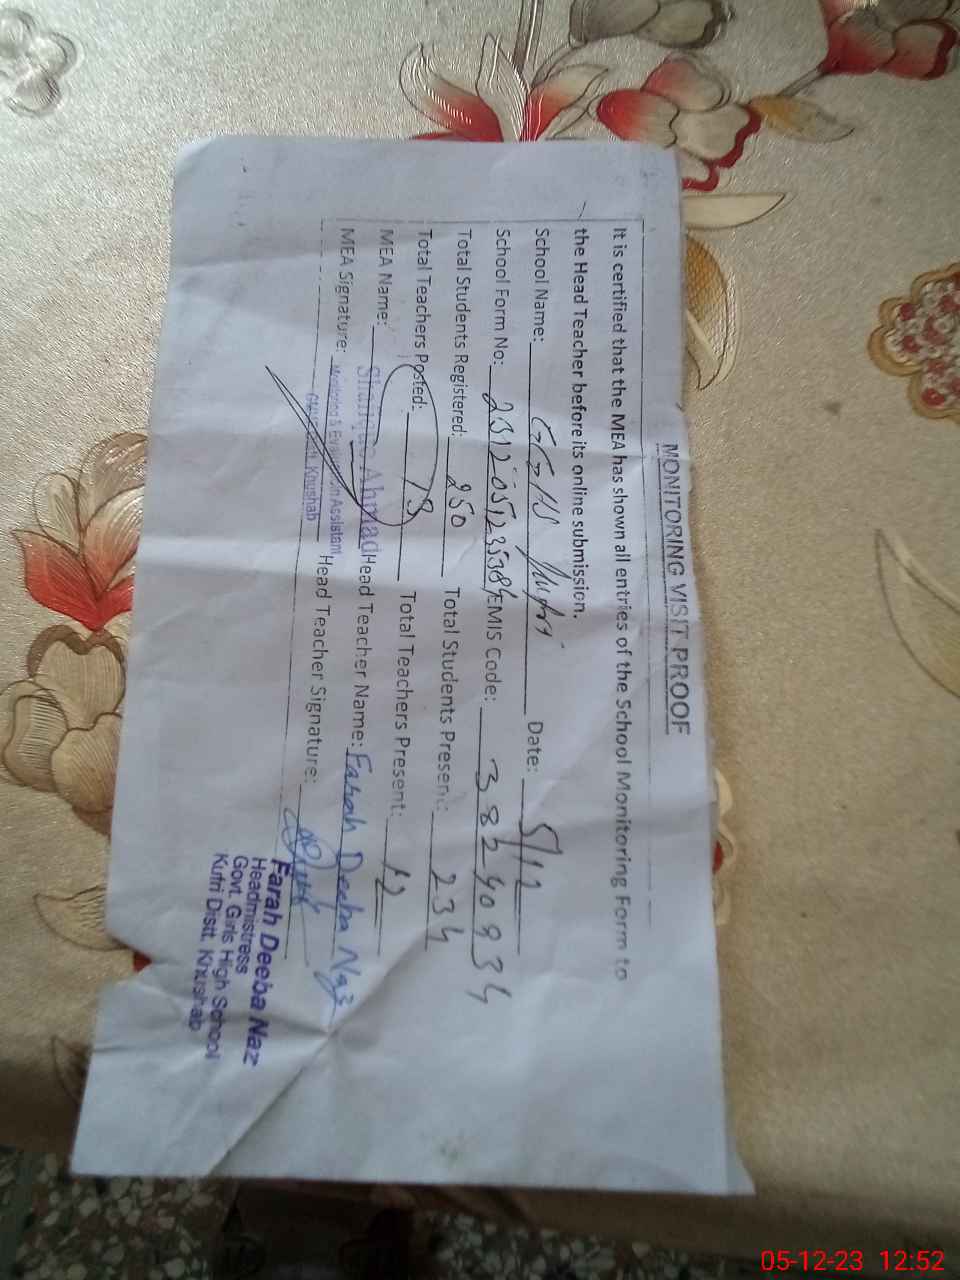 MONITORING VISIT PROOF
It is certified that the MEA has shown all entries of the School Monitoring Form to
the Head Teacher before its online submission.
School Name: GGHS Date: 5/12
School Form No: EMIS Code: 38240934
Total Students Registered: 250 Total Students Present: 234
Total Teachers Posted: Total Teachers Present: 12
MEA Name: Ahmad Head Teacher Name: Farah Deeba Naz
MEA Signature: Monitoring & Evaluation Assistant Head Teacher Signature:
Khushab
Farah Deeba Naz
Headmistress
Govt. Girls High School
Kufri Distt. Khushab
05-12-23 12:52